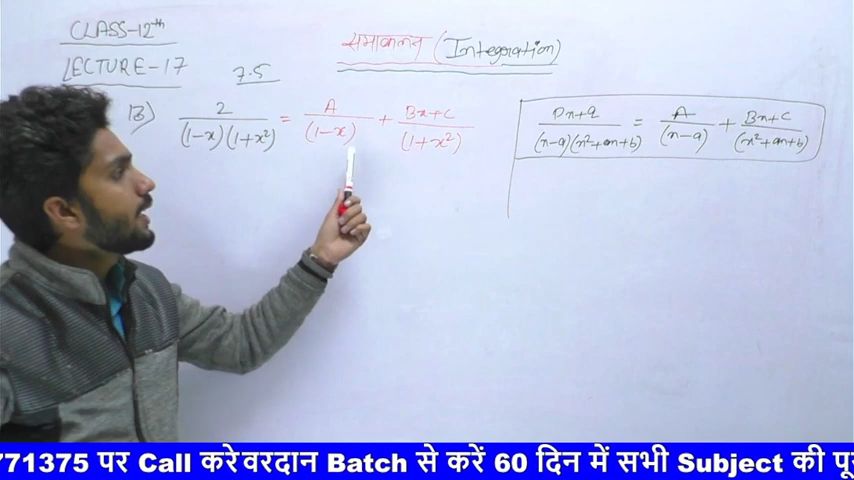 CLASS-12th
समाकलन (Integration)
LECTURE-17
7.5
13) 2/(1-x)(1+x²) = A/(1-x) + Bx+C/(1+x²)
Px+q/(x-a)(x²+ax+b) = A/(x-a) + Bx+C/(x²+ax+b)
771375 पर Call करे वरदान Batch से करें 60 दिन में सभी Subject की पू